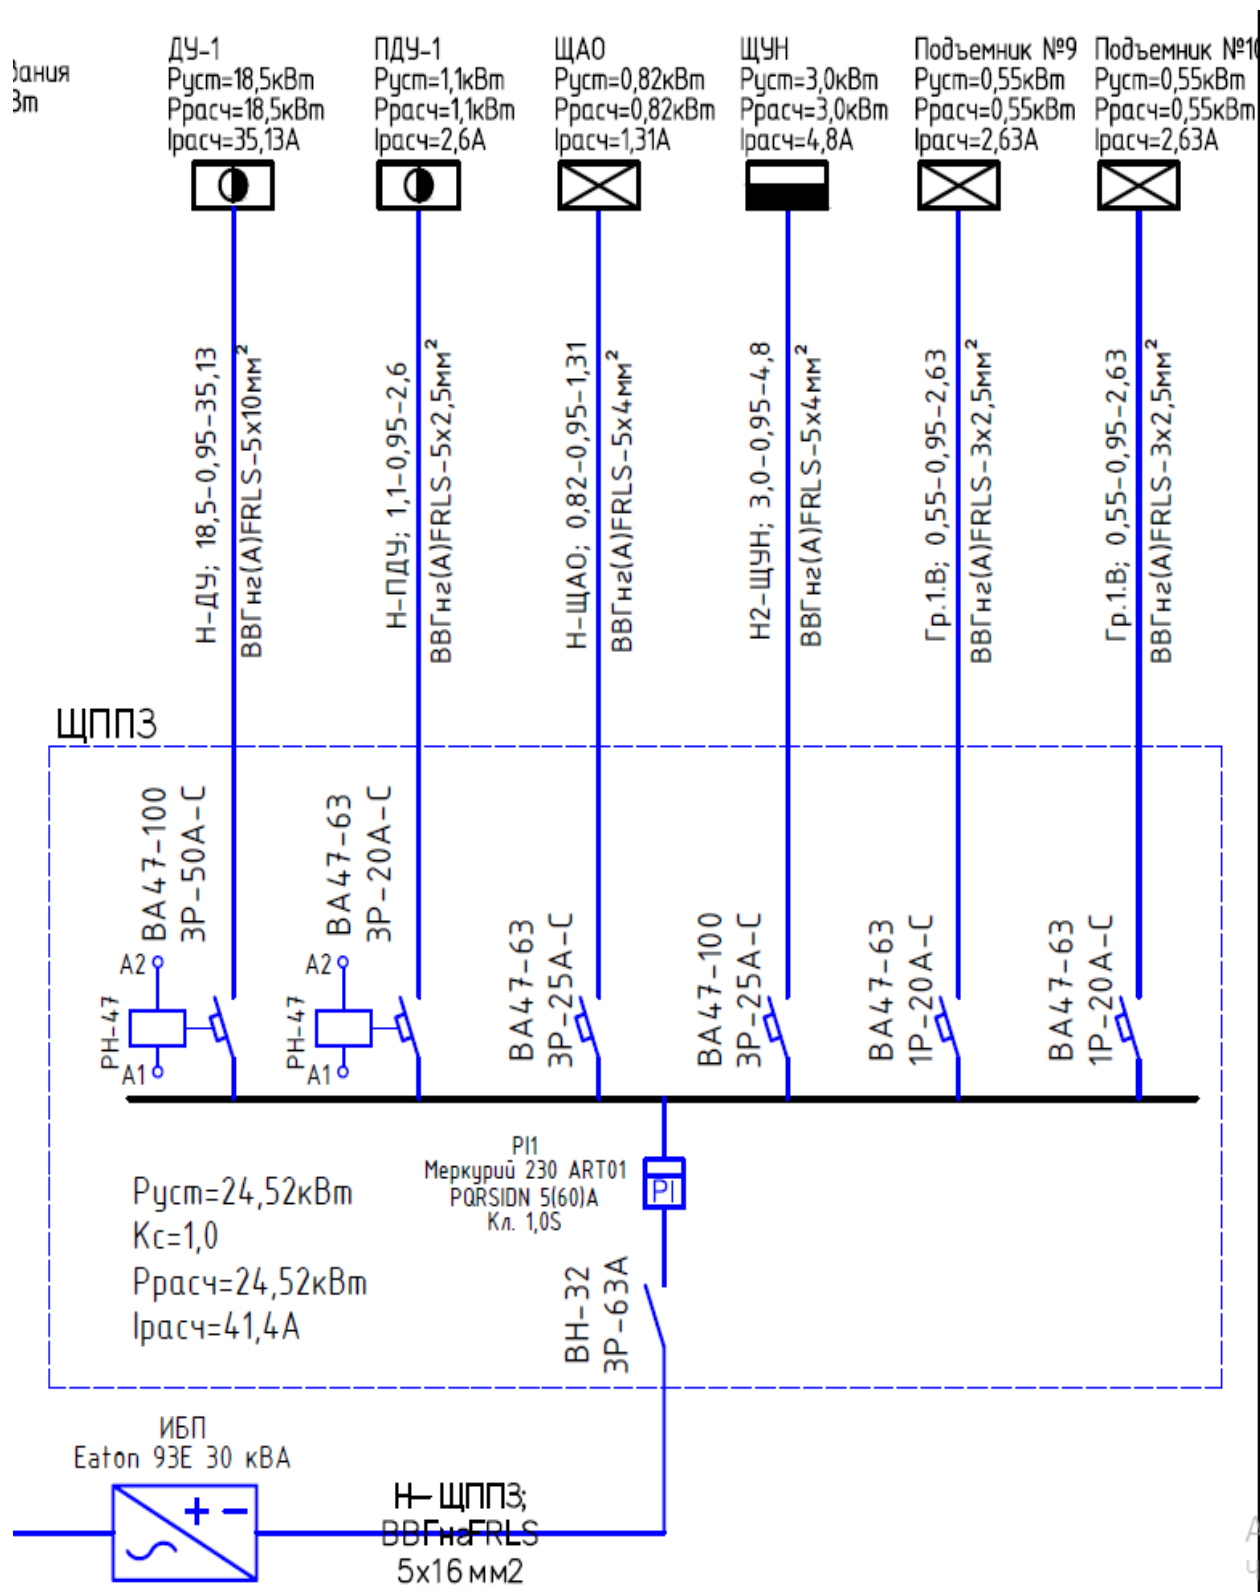 дания
Вт
ДУ-1
Руст=18,5кВт
Ррасч=18,5кВт
Iрасч=35,13А
ПДУ-1
Руст=1,1кВт
Ррасч=1,1кВт
Iрасч=2,6А
ЩАО
Руст=0,82кВт
Ррасч=0,82кВт
Iрасч=1,31А
ЩУН
Руст=3,0кВт
Ррасч=3,0кВт
Iрасч=4,8А
Подъемник №9
Руст=0,55кВт
Ррасч=0,55кВт
Iрасч=2,63А
Подъемник №10
Руст=0,55кВт
Ррасч=0,55кВт
Iрасч=2,63А
Н-ДУ; 18,5-0,95-35,13
ВВГнг(А)FRLS-5х10мм²
Н-ПДУ; 1,1-0,95-2,6
ВВГнг(А)FRLS-5х2,5мм²
Н-ЩАО; 0,82-0,95-1,31
ВВГнг(А)FRLS-5х4мм²
Н2-ЩУН; 3,0-0,95-4,8
ВВГнг(А)FRLS-5х4мм²
Гр.1.В; 0,55-0,95-2,63
ВВГнг(А)FRLS-3х2,5мм²
Гр.1.В; 0,55-0,95-2,63
ВВГнг(А)FRLS-3х2,5мм²
ЩПП3
ВА47-100
3Р-50А-С
А2
РН-47
А1
ВА47-63
3Р-20А-С
А2
РН-47
А1
ВА47-63
3Р-25А-С
ВА47-100
3Р-25А-С
ВА47-63
1Р-20А-С
ВА47-63
1Р-20А-С
PI1
Меркурий 230 ART01
PQRSIDN 5(60)А
Кл. 1,0S
PI
Руст=24,52кВт
Кс=1,0
Ррасч=24,52кВт
Iрасч=41,4А
ВН-32
3Р-63А
ИБП
Eaton 93E 30 кВА
Н-ЩПП3;
ВВГнгFRLS
5х16 мм2